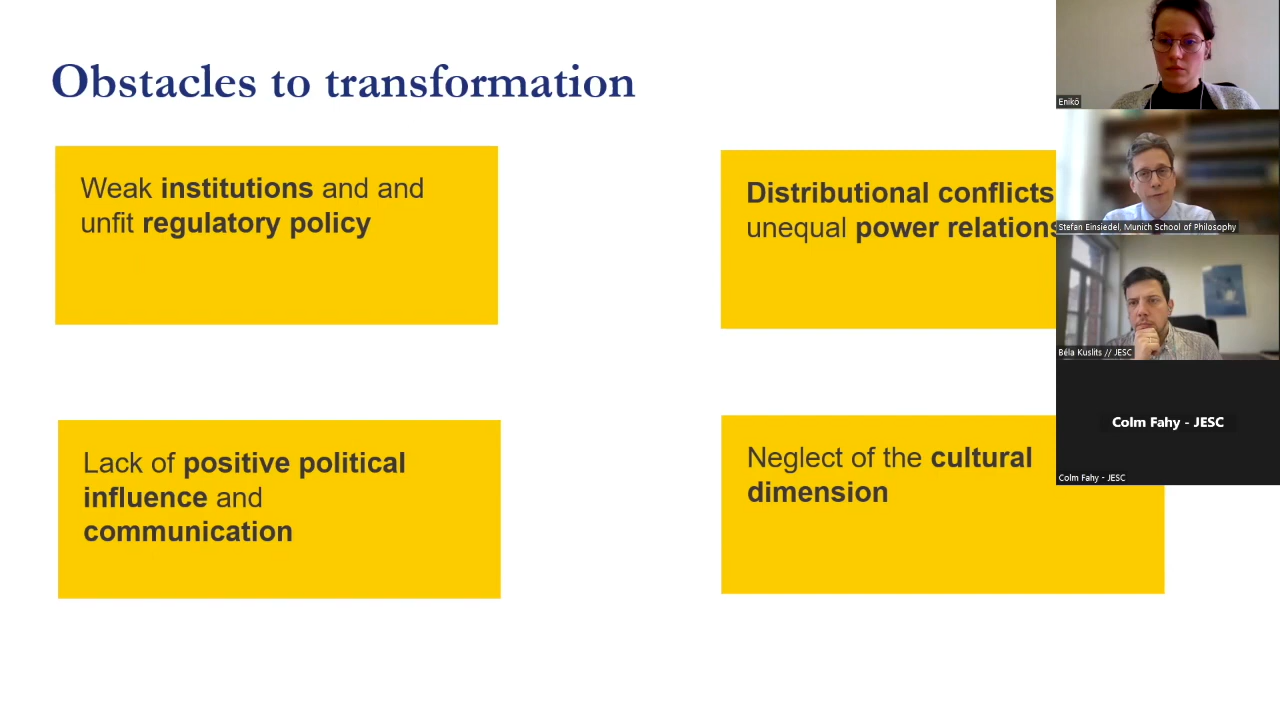 Obstacles to transformation
Weak institutions and and
unfit regulatory policy
Distributional conflicts
unequal power relations
Lack of positive political
influence and
communication
Neglect of the cultural
dimension
Enikő
Stefan Einsiedel, Munich School of Philosophy
Béla Kuslits // JESC
Colm Fahy - JESC
Colm Fahy - JESC